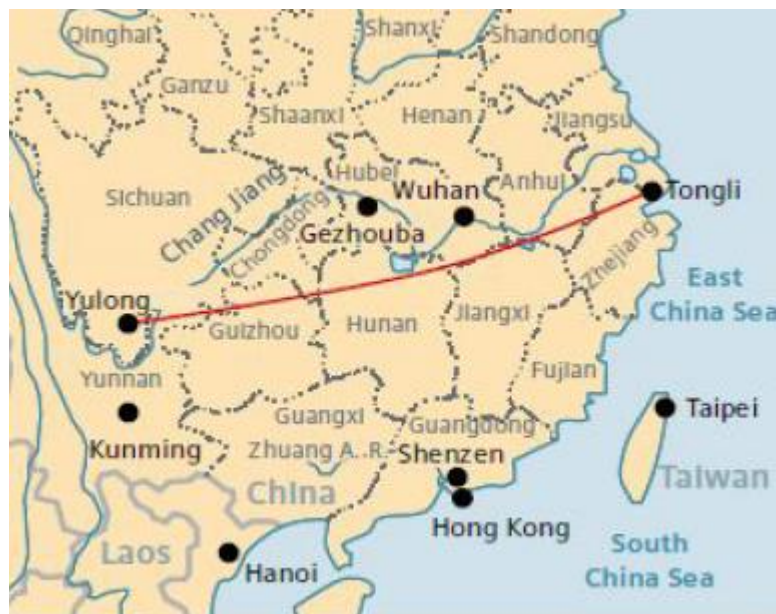 Qinghai
Shanxi
Shandong
Ganzu
Shaanxi
Henan
Jiangsu
Hubei
Anhui
Sichuan
Chang Jiang
Wuhan
Tongli
Chongdong
Gezhouba
Zhejiang
East
China Sea
Yulong
Guizhou
Hunan
Jiangxi
Yunnan
Fujian
Guangxi
Zhuang A..R.
Guangdong
Taipei
Kunming
Shenzen
China
Taiwan
Hong Kong
Laos
Hanoi
South
China Sea